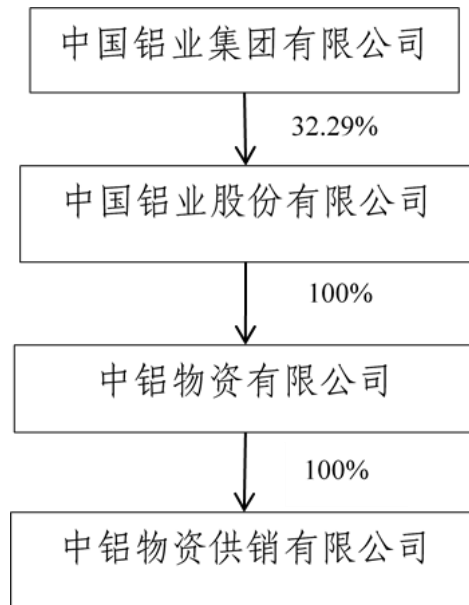 中国铝业集团有限公司
32.29%
中国铝业股份有限公司
100%
中铝物资有限公司
100%
中铝物资供销有限公司